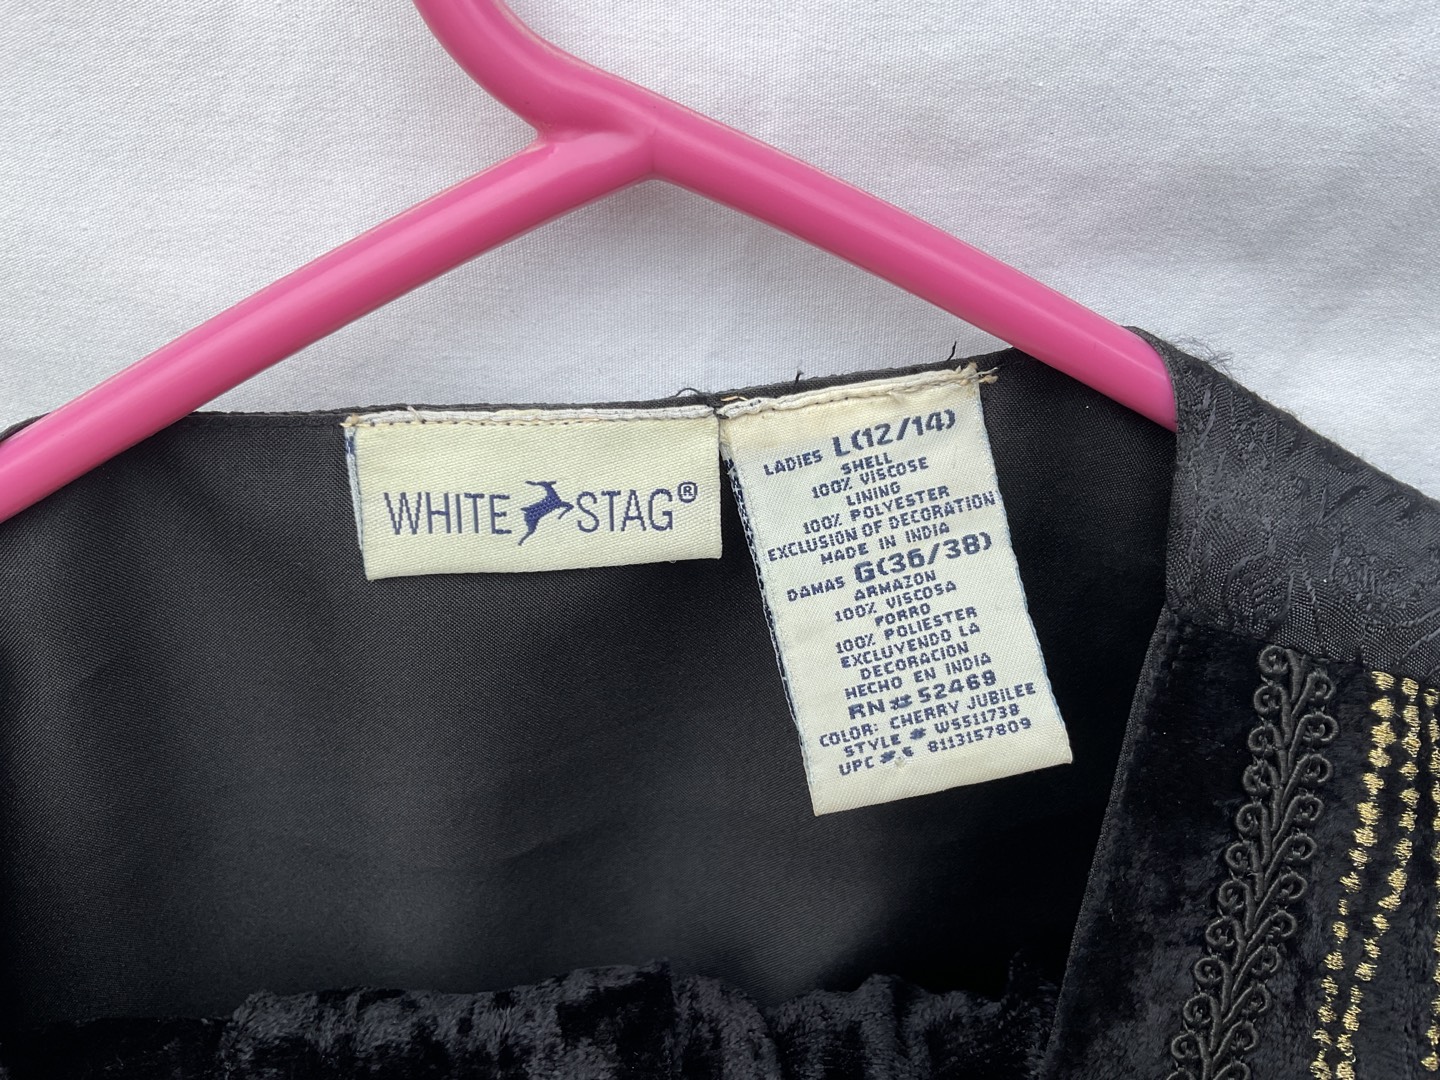 WHITE STAG®
LADIES L(12/14)
SHELL
100% VISCOSE
LINING
100% POLYESTER
EXCLUSION OF DECORATION
MADE IN INDIA
DAMAS G(36/38)
ARMAZON
100% VISCOSA
FORRO
100% POLIESTER
EXCLUYENDO LA
DECORACION
HECHO EN INDIA
RN# 52469
COLOR: CHERRY JUBILEE
STYLE # WS511738
UPC # 8113157809